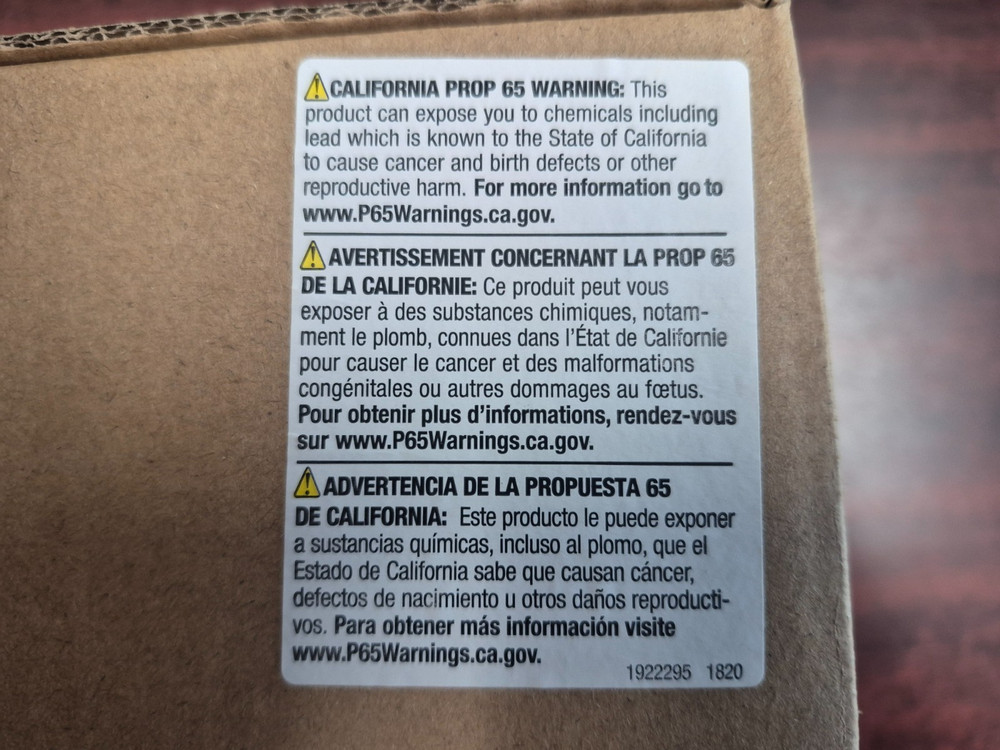 CALIFORNIA PROP 65 WARNING: This
product can expose you to chemicals including
lead which is known to the State of California
to cause cancer and birth defects or other
reproductive harm. For more information go to
www.P65Warnings.ca.gov.
AVERTISSEMENT CONCERNANT LA PROP 65
DE LA CALIFORNIE: Ce produit peut vous
exposer à des substances chimiques, notam-
ment le plomb, connues dans l'État de Californie
pour causer le cancer et des malformations
congénitales ou autres dommages au fœtus.
Pour obtenir plus d'informations, rendez-vous
sur www.P65Warnings.ca.gov.
ADVERTENCIA DE LA PROPUESTA 65
DE CALIFORNIA: Este producto le puede exponer
a sustancias químicas, incluso al plomo, que el
Estado de California sabe que causan cáncer,
defectos de nacimiento u otros daños reproducti-
vos. Para obtener más información visite
www.P65Warnings.ca.gov.
1922295 1820